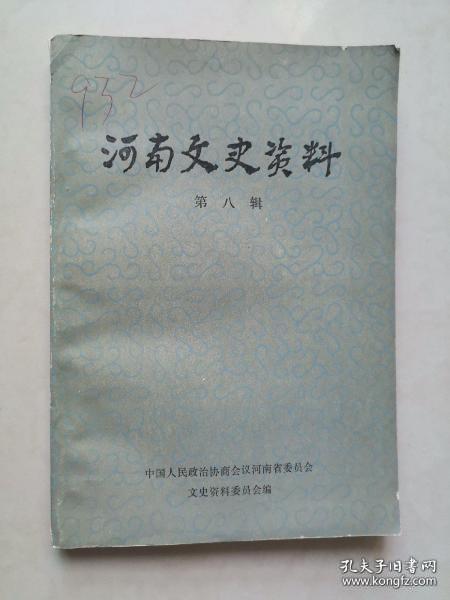 952
河南文史资料
第八辑
中国人民政治协商会议河南省委员会
文史资料委员会编
孔夫子旧书网
www.kongfz.com